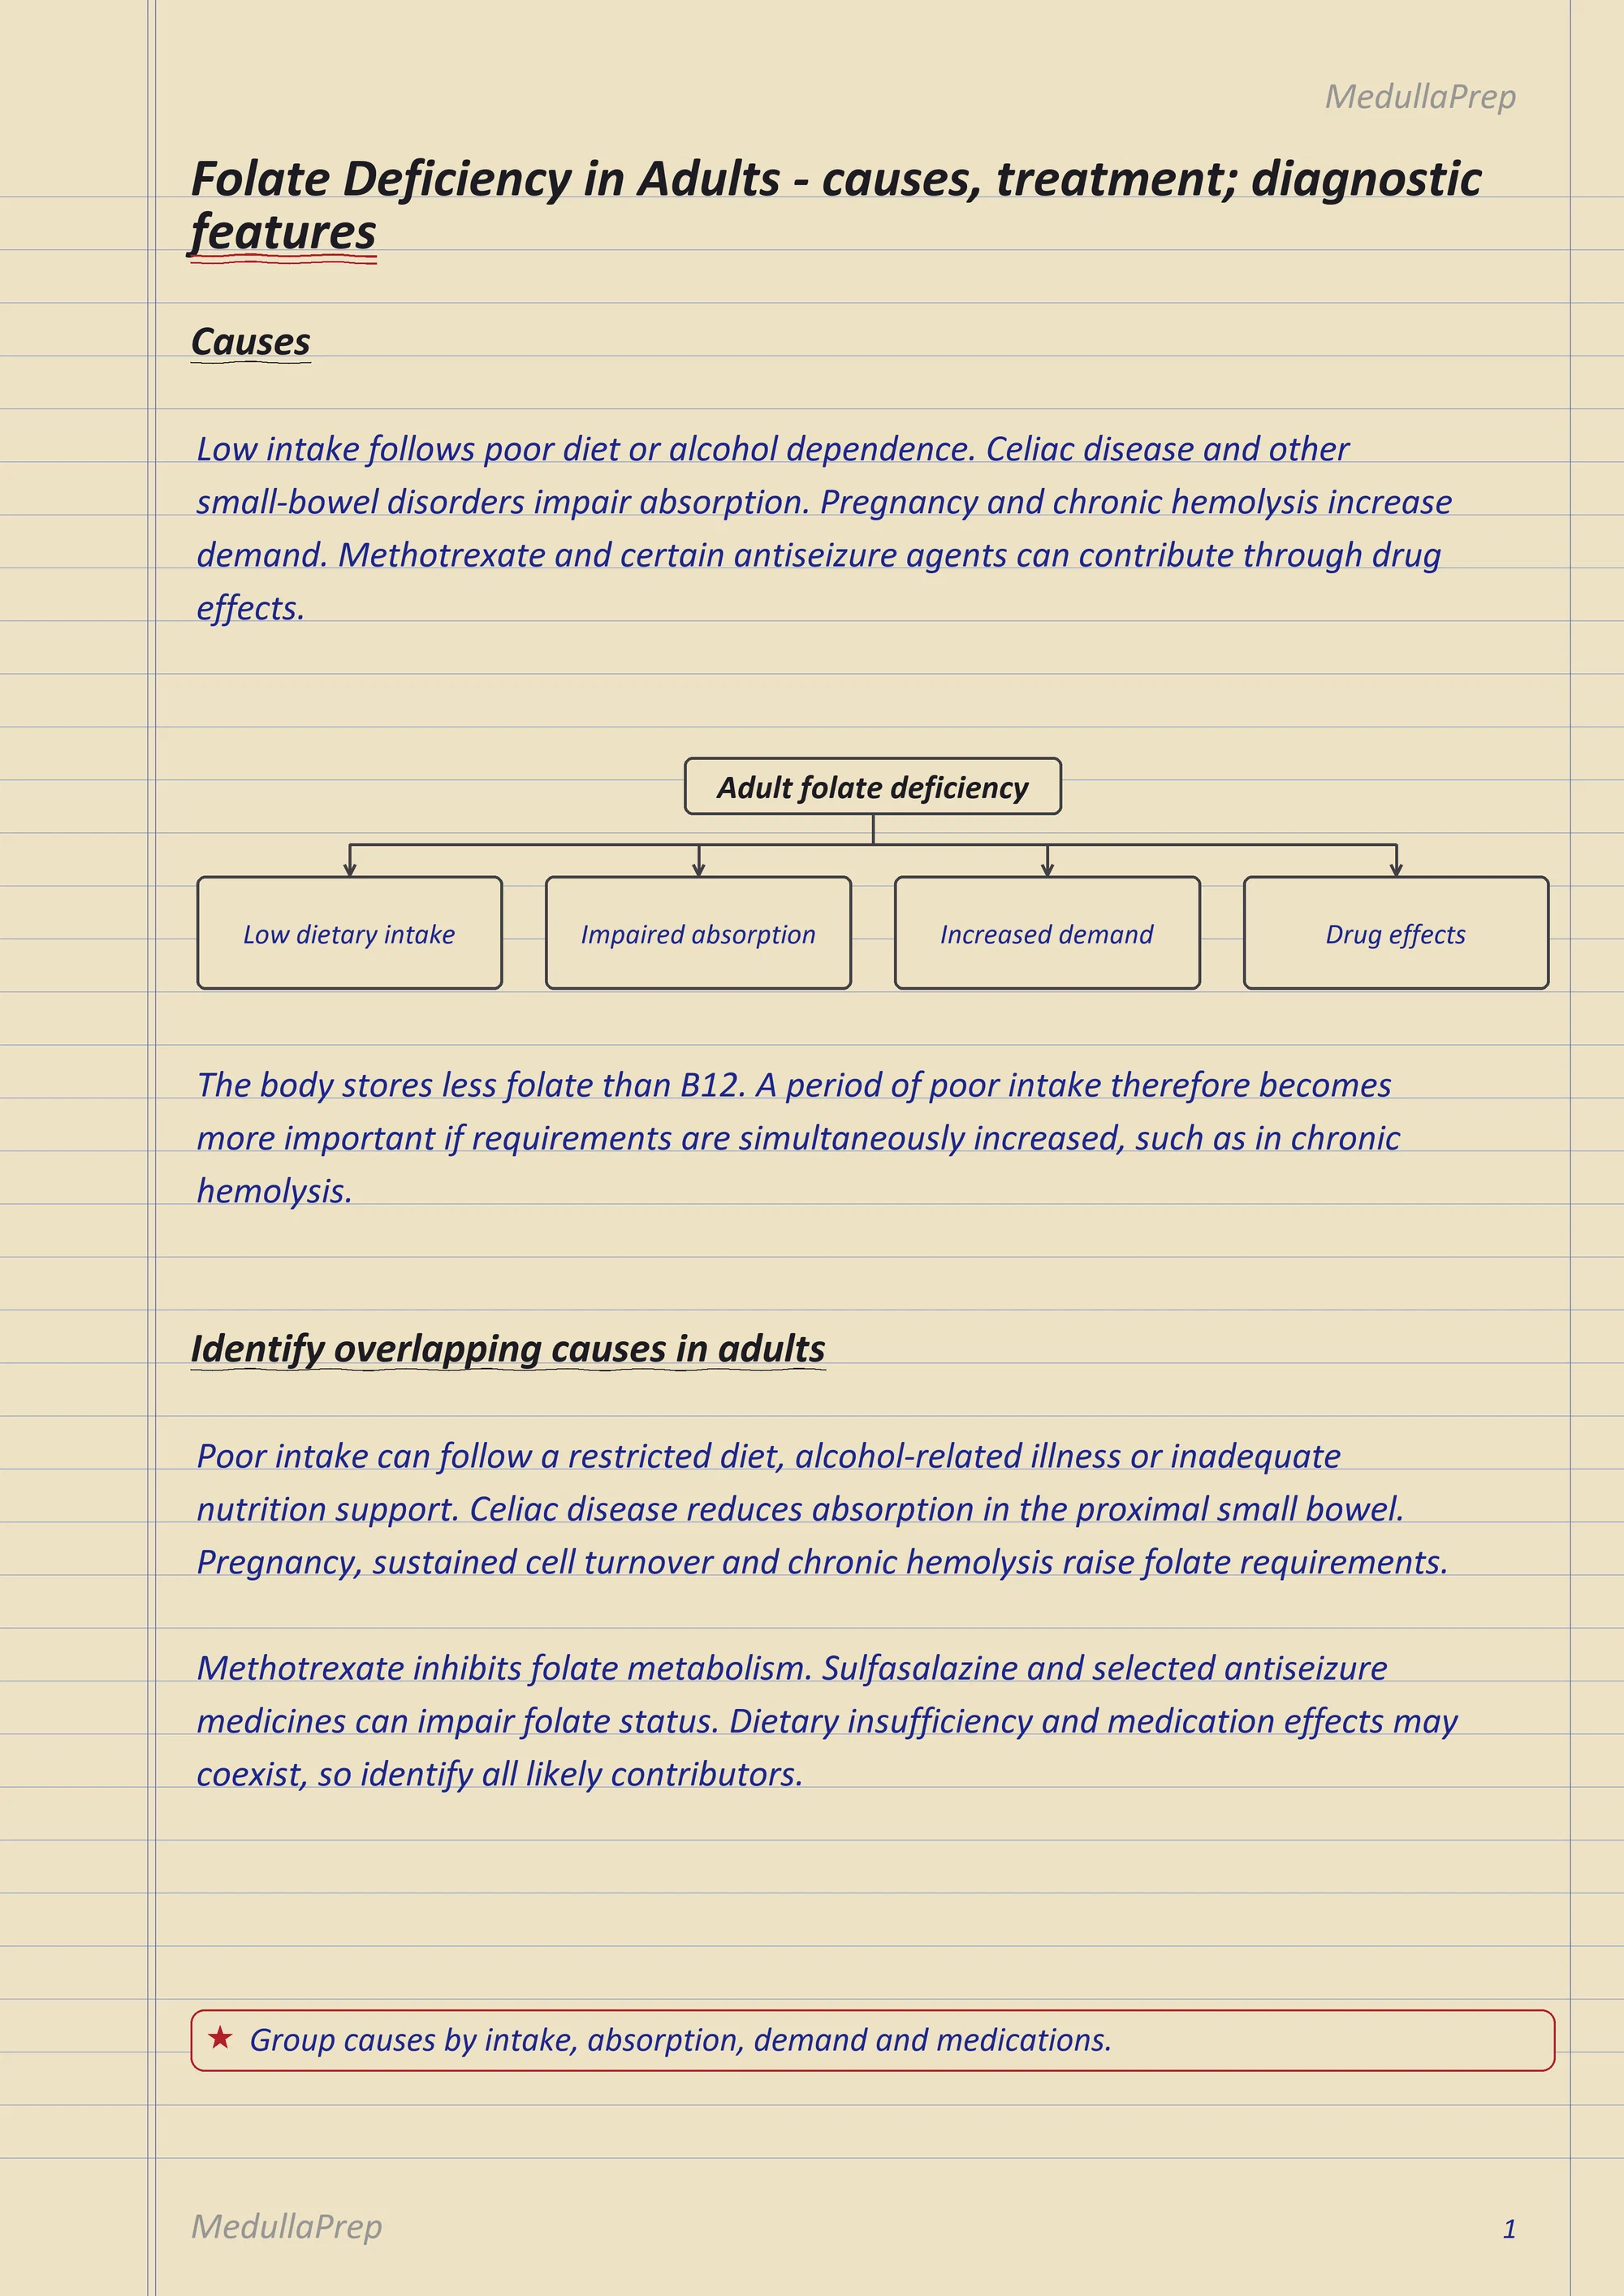 MedullaPrep
Folate Deficiency in Adults - causes, treatment; diagnostic
features
Causes
Low intake follows poor diet or alcohol dependence. Celiac disease and other
small-bowel disorders impair absorption. Pregnancy and chronic hemolysis increase
demand. Methotrexate and certain antiseizure agents can contribute through drug
effects.
Adult folate deficiency
Low dietary intake
Impaired absorption
Increased demand
Drug effects
The body stores less folate than B12. A period of poor intake therefore becomes
more important if requirements are simultaneously increased, such as in chronic
hemolysis.
Identify overlapping causes in adults
Poor intake can follow a restricted diet, alcohol-related illness or inadequate
nutrition support. Celiac disease reduces absorption in the proximal small bowel.
Pregnancy, sustained cell turnover and chronic hemolysis raise folate requirements.
Methotrexate inhibits folate metabolism. Sulfasalazine and selected antiseizure
medicines can impair folate status. Dietary insufficiency and medication effects may
coexist, so identify all likely contributors.
★ Group causes by intake, absorption, demand and medications.
MedullaPrep
1